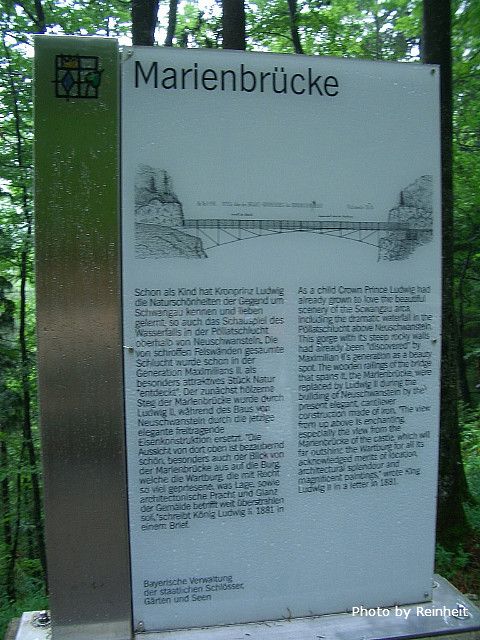 Marienbrücke
Schon als Kind hat Kronprinz Ludwig
die Naturschönheiten der Gegend um
Schwangau kennen und lieben
gelernt, so auch das Schauspiel des
Wasserfalls in der Pöllatschlucht
oberhalb von Neuschwanstein. Die
von schroffen Felswänden gesäumte
Schlucht wurde schon in der
Generation Maximilians II. als
besonders attraktives Stück Natur
"entdeckt". Der zunächst hölzerne
Steg der Marienbrücke wurde durch
Ludwig II. während des Baus von
Neuschwanstein durch die jetzige
elegante freitragende
Eisenkonstruktion ersetzt. "Die
Aussicht von dort oben ist bezaubernd
schön, besonders auch der Blick von
der Marienbrücke aus auf die Burg,
welche die Wartburg, die mit Recht
so viel gepriesene, was Lage, sowie
architectonische Pracht und Glanz
der Gemälde betrifft weit überstrahlen
soll,"schreibt König Ludwig II. 1881 in
einem Brief.
As a child Crown Prince Ludwig had
already grown to love the beautiful
scenery of the Scwangau area,
including the dramatic waterfall in the
Pöllatschlucht above Neuschwanstein.
This gorge with its steep rocky walls
had already been "discovered" by
Maximilian II's generation as a beauty
spot. The wooden railings of the bridge
that spans it, the Marienbrücke, were
replaced by Ludwig II during the
building of Neuschwanstein by the
present elegant, cantilever
construction made of iron. "The view
from up above is enchanting,
especially the view from the
Marienbrücke of the castle, which will
far outshine the Wartburg for all its
acknowledged merits of location,
architectural splendour and
magnificent paintings," wrote King
Ludwig II in a letter in 1881.
Bayerische Verwaltung
der staatlichen Schlösser,
Gärten und Seen
Photo by Reinheit